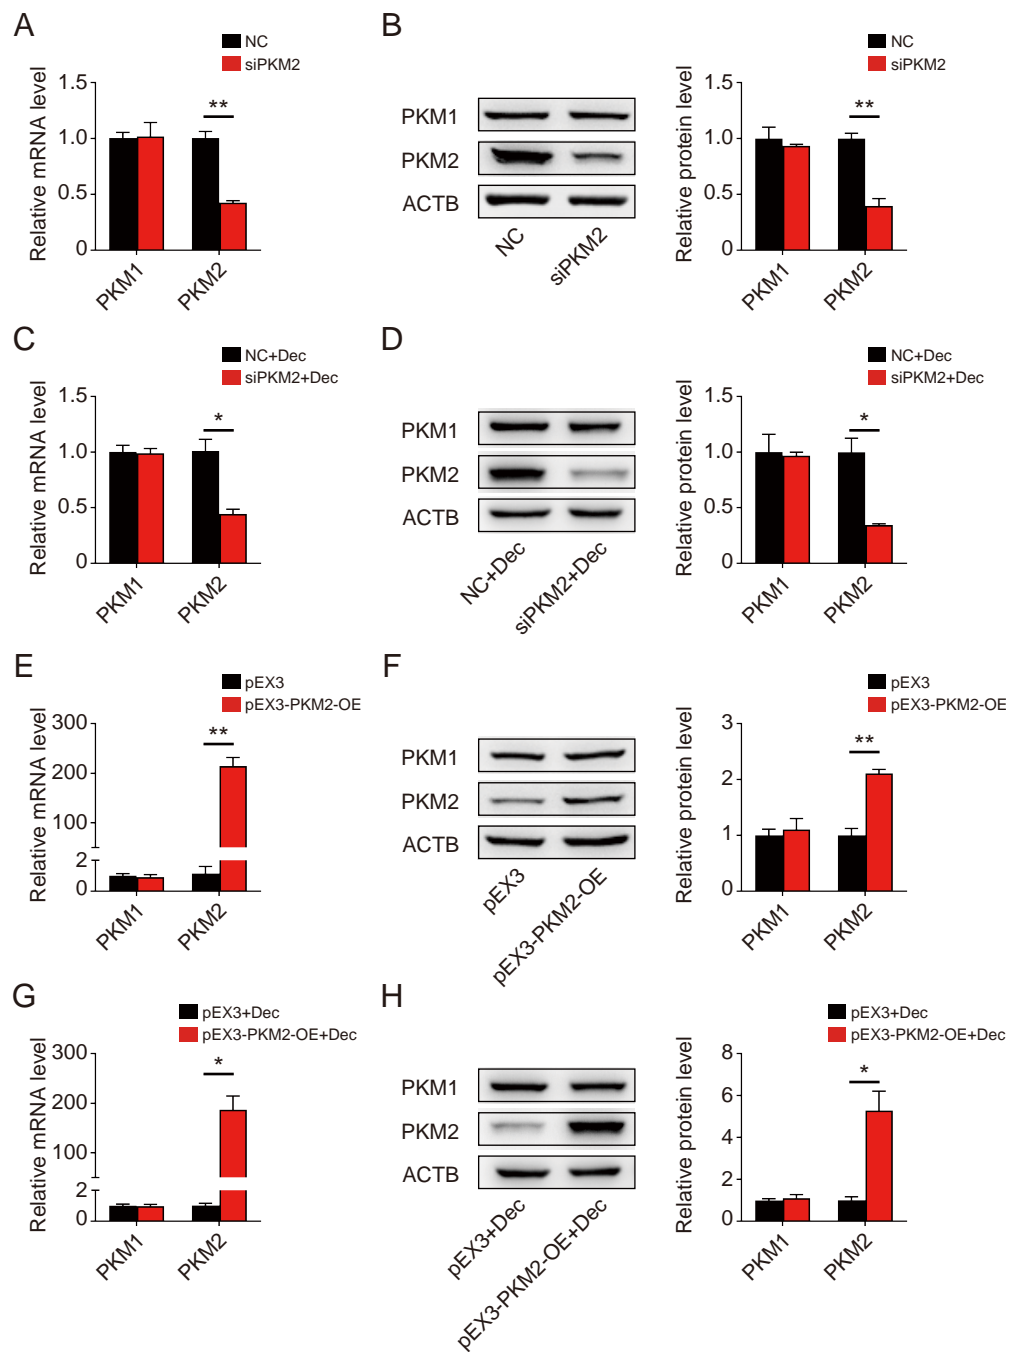 A
NC
siPKM2
Relative mRNA level
1.5
1.0
0.5
0
**
PKM1
PKM2
B
PKM1
PKM2
ACTB
NC
siPKM2
NC
siPKM2
Relative protein level
1.5
1.0
0.5
0
**
PKM1
PKM2
C
NC+Dec
siPKM2+Dec
Relative mRNA level
1.5
1.0
0.5
0
*
PKM1
PKM2
D
PKM1
PKM2
ACTB
NC+Dec
siPKM2+Dec
NC+Dec
siPKM2+Dec
Relative protein level
1.5
1.0
0.5
0
*
PKM1
PKM2
E
pEX3
pEX3-PKM2-OE
Relative mRNA level
300
200
100
2
0
**
PKM1
PKM2
F
PKM1
PKM2
ACTB
pEX3
pEX3-PKM2-OE
pEX3
pEX3-PKM2-OE
Relative protein level
3
2
1
0
**
PKM1
PKM2
G
pEX3+Dec
pEX3-PKM2-OE+Dec
Relative mRNA level
300
200
100
2
0
*
PKM1
PKM2
H
PKM1
PKM2
ACTB
pEX3+Dec
pEX3-PKM2-OE+Dec
pEX3+Dec
pEX3-PKM2-OE+Dec
Relative protein level
8
6
4
2
0
*
PKM1
PKM2